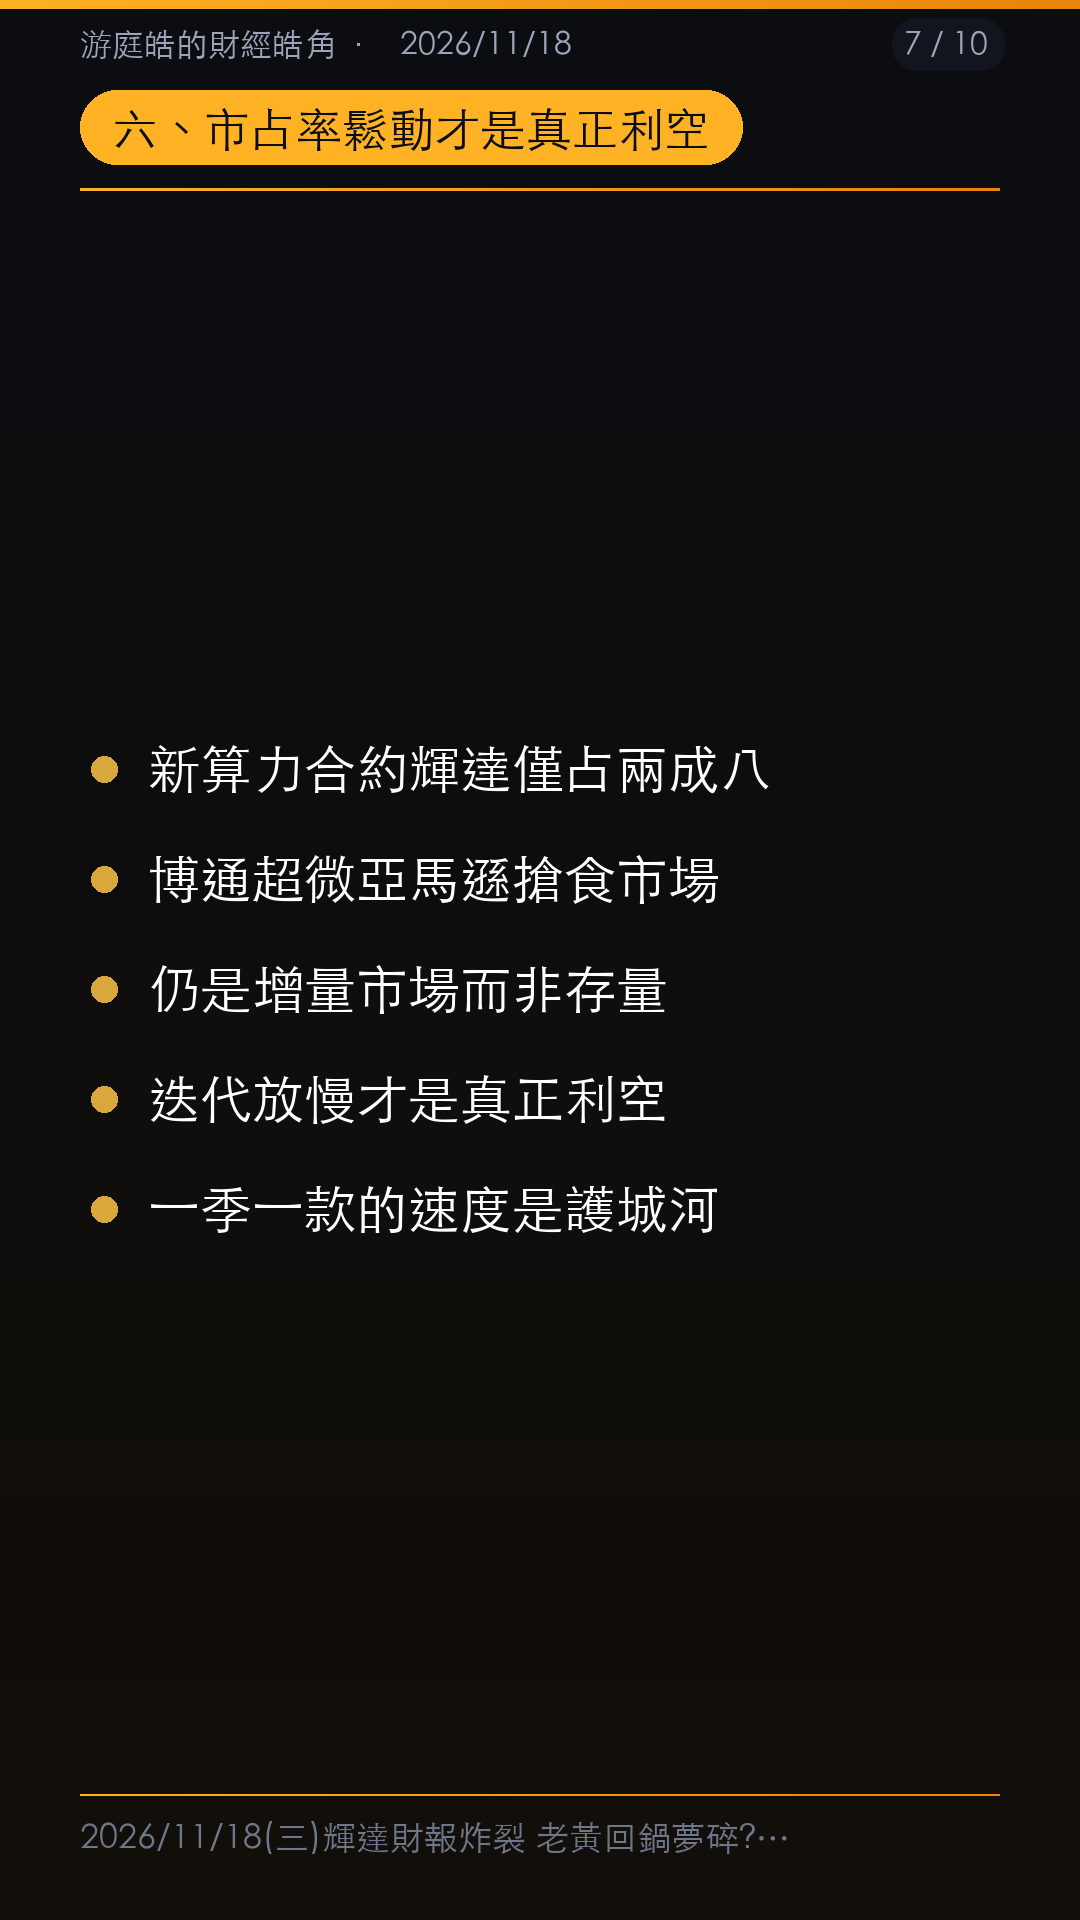 游庭皓的財經皓角 · 2026/11/18
7 / 10
六、市占率鬆動才是真正利空
新算力合約輝達僅占兩成八
博通超微亞馬遜搶食市場
仍是增量市場而非存量
迭代放慢才是真正利空
一季一款的速度是護城河
2026/11/18(三)輝達財報炸裂 老黃回鍋夢碎?⋯